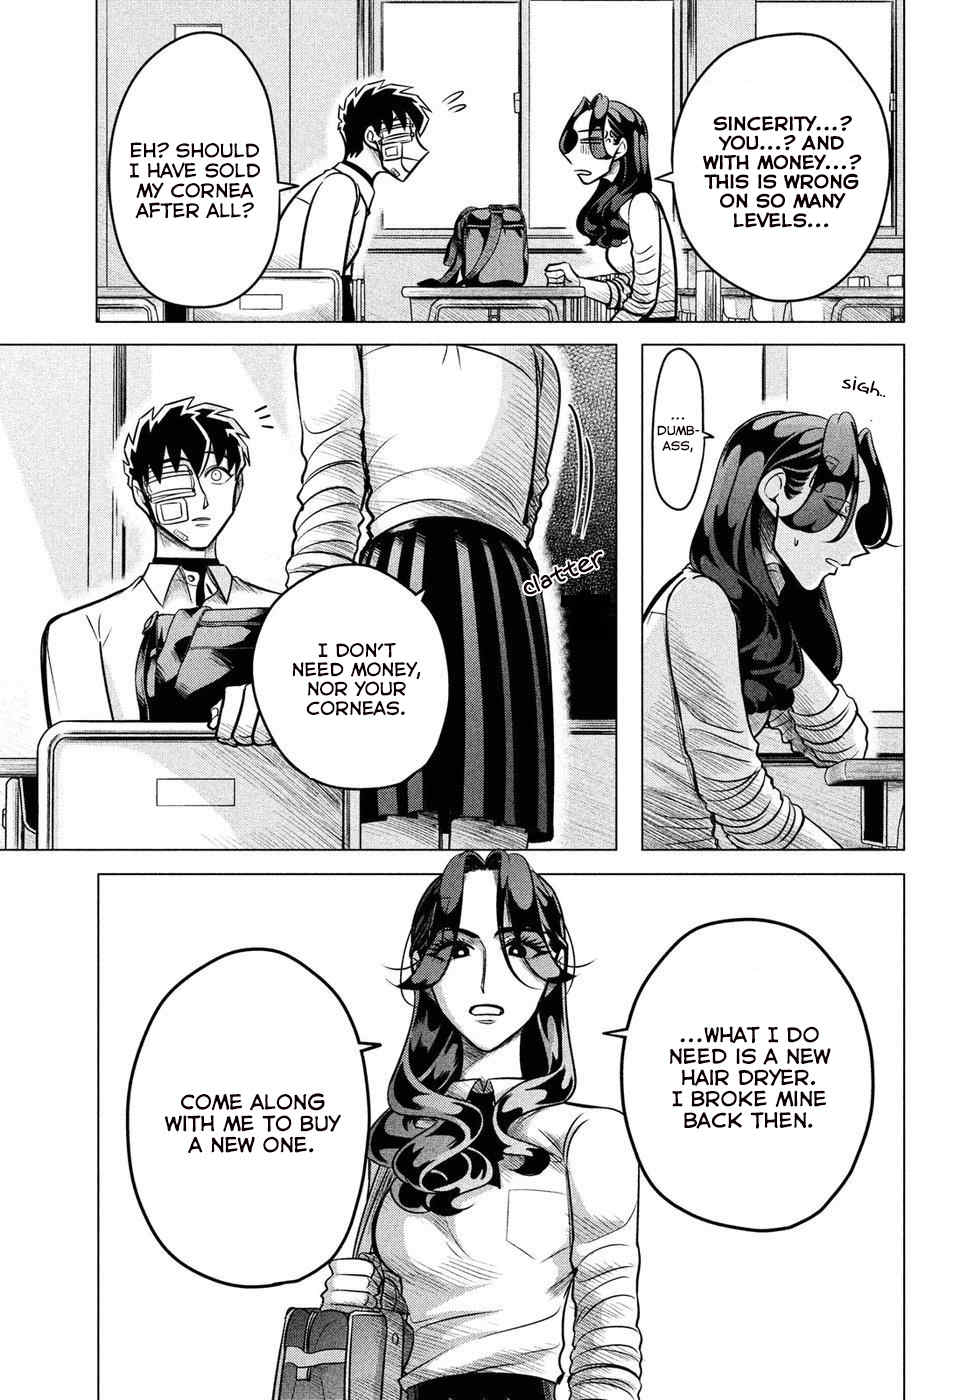 SINCERITY...?
YOU...? AND
WITH MONEY...?
THIS IS WRONG
ON SO MANY
LEVELS...
EH? SHOULD
I HAVE SOLD
MY CORNEA
AFTER ALL?
sigh..
...
DUMB-
ASS,
clatter
I DON'T
NEED MONEY,
NOR YOUR
CORNEAS.
...WHAT I DO
NEED IS A NEW
HAIR DRYER.
I BROKE MINE
BACK THEN.
COME ALONG
WITH ME TO BUY
A NEW ONE.